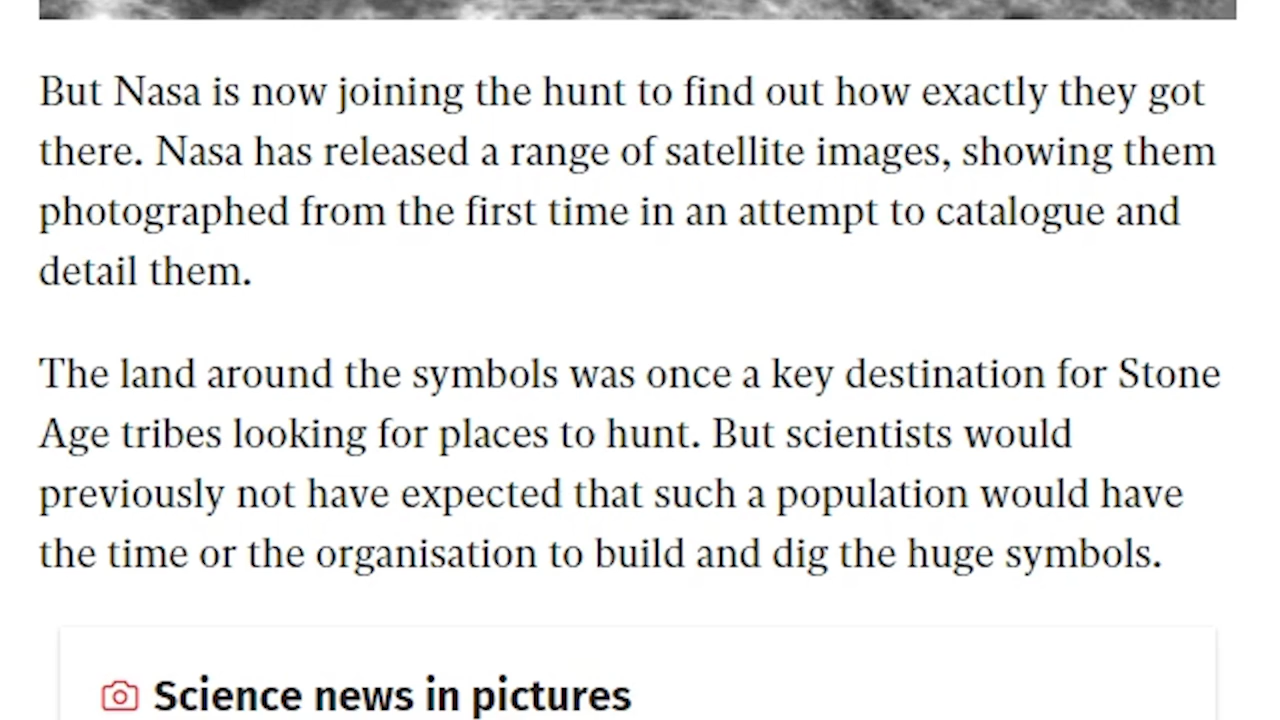 But Nasa is now joining the hunt to find out how exactly they got
there. Nasa has released a range of satellite images, showing them
photographed from the first time in an attempt to catalogue and
detail them.
The land around the symbols was once a key destination for Stone
Age tribes looking for places to hunt. But scientists would
previously not have expected that such a population would have
the time or the organisation to build and dig the huge symbols.
Science news in pictures